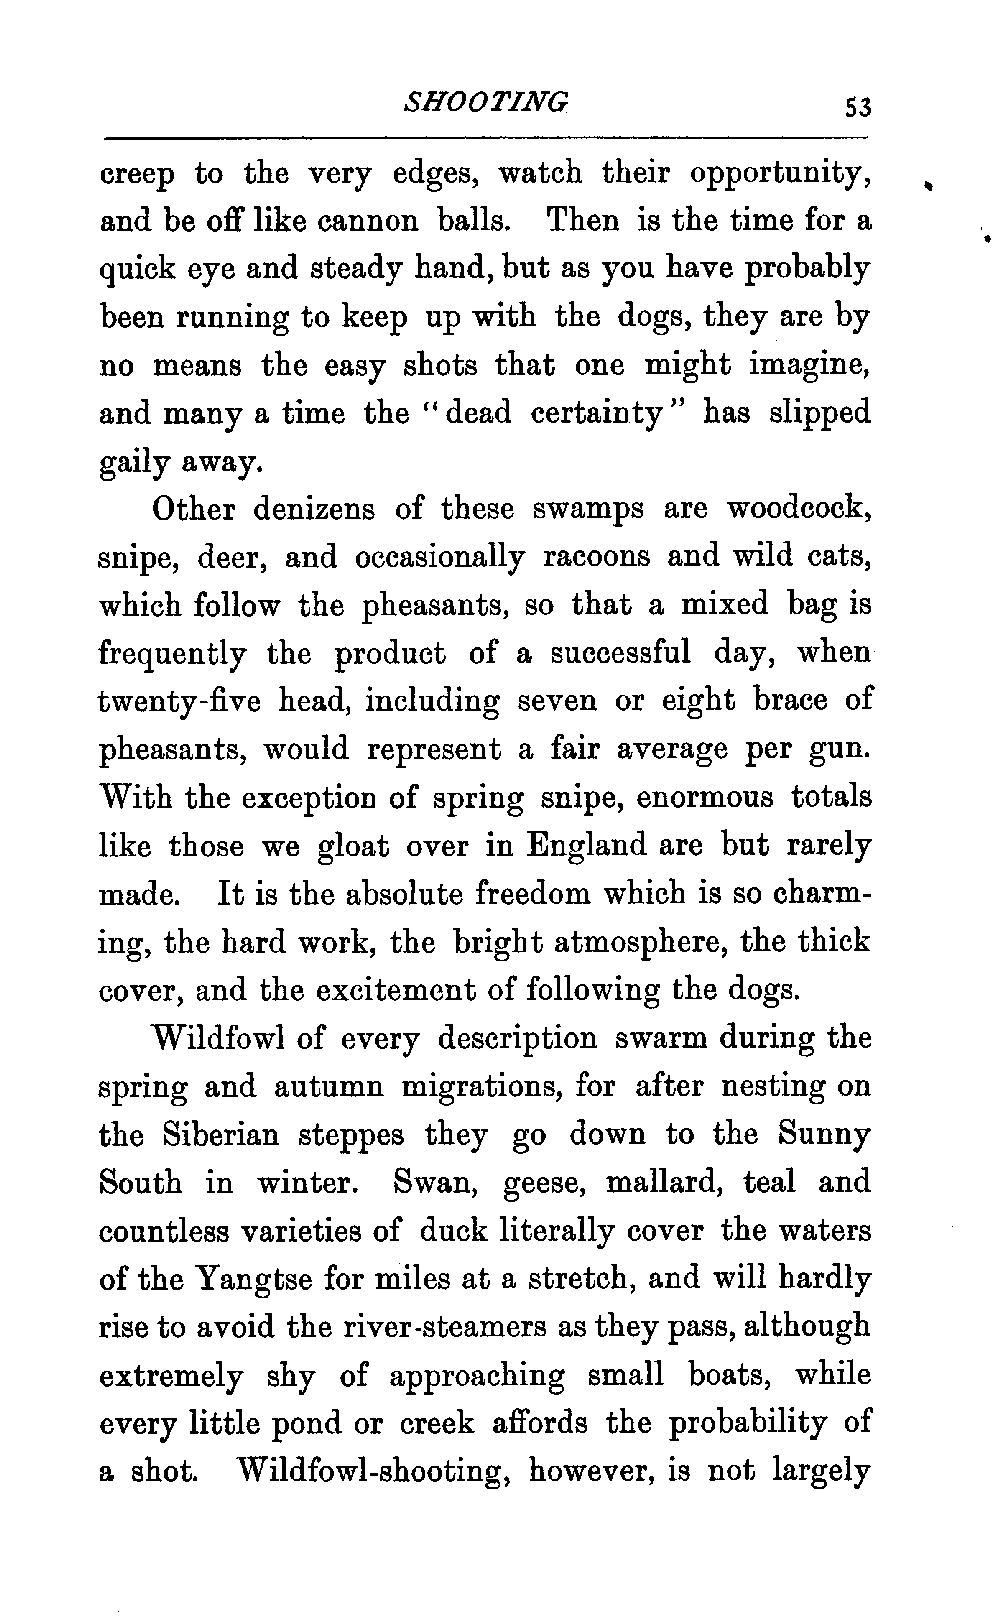 SHOOTING 53
creep to the very edges, watch their opportunity,
and be off like cannon balls. Then is the time for a
quick eye and steady hand, but as you have probably
been running to keep up with the dogs, they are by
no means the easy shots that one might imagine,
and many a time the "dead certainty" has slipped
gaily away.
Other denizens of these swamps are woodcock,
snipe, deer, and occasionally racoons and wild cats,
which follow the pheasants, so that a mixed bag is
frequently the product of a successful day, when
twenty-five head, including seven or eight brace of
pheasants, would represent a fair average per gun.
With the exception of spring snipe, enormous totals
like those we gloat over in England are but rarely
made. It is the absolute freedom which is so charm-
ing, the hard work, the bright atmosphere, the thick
cover, and the excitement of following the dogs.
Wildfowl of every description swarm during the
spring and autumn migrations, for after nesting on
the Siberian steppes they go down to the Sunny
South in winter. Swan, geese, mallard, teal and
countless varieties of duck literally cover the waters
of the Yangtse for miles at a stretch, and will hardly
rise to avoid the river-steamers as they pass, although
extremely shy of approaching small boats, while
every little pond or creek affords the probability of
a shot. Wildfowl-shooting, however, is not largely